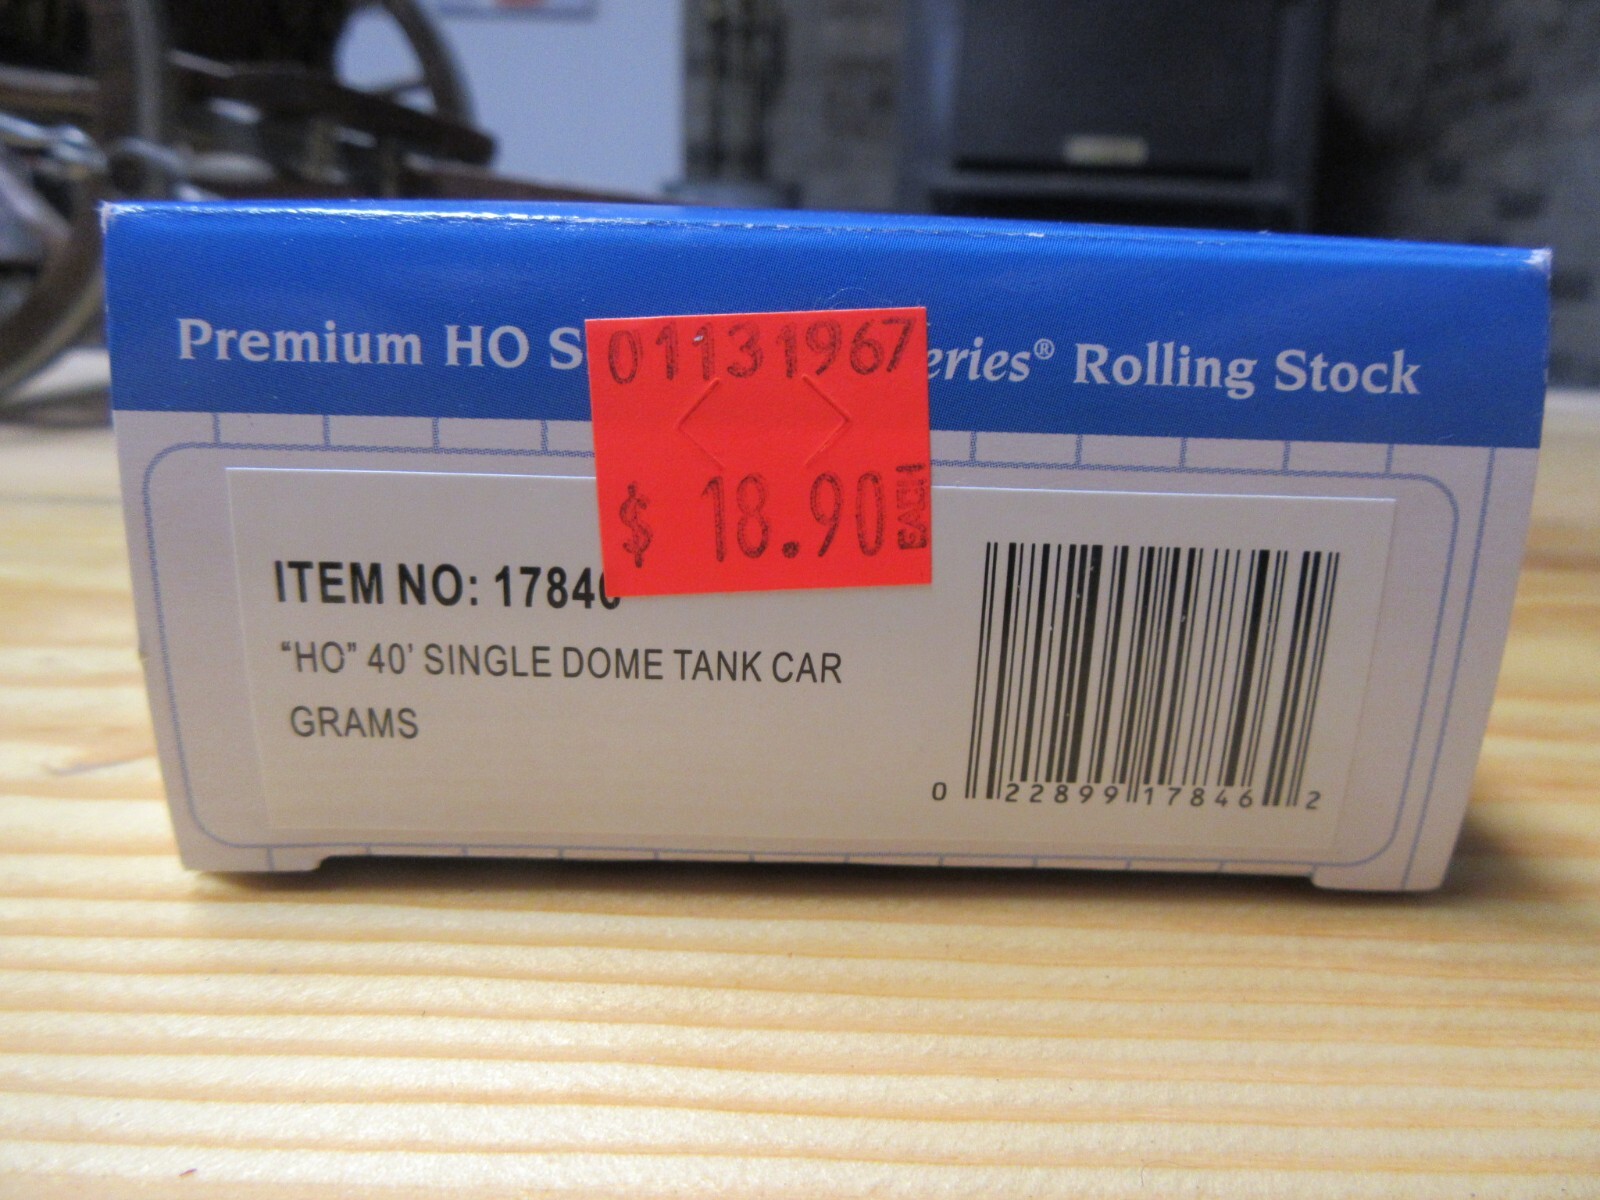 Premium HO eries® Rolling Stock
01131967
$ 18.90 EACH
ITEM NO: 17846
"HO" 40' SINGLE DOME TANK CAR
GRAMS
0 22899 17846 2